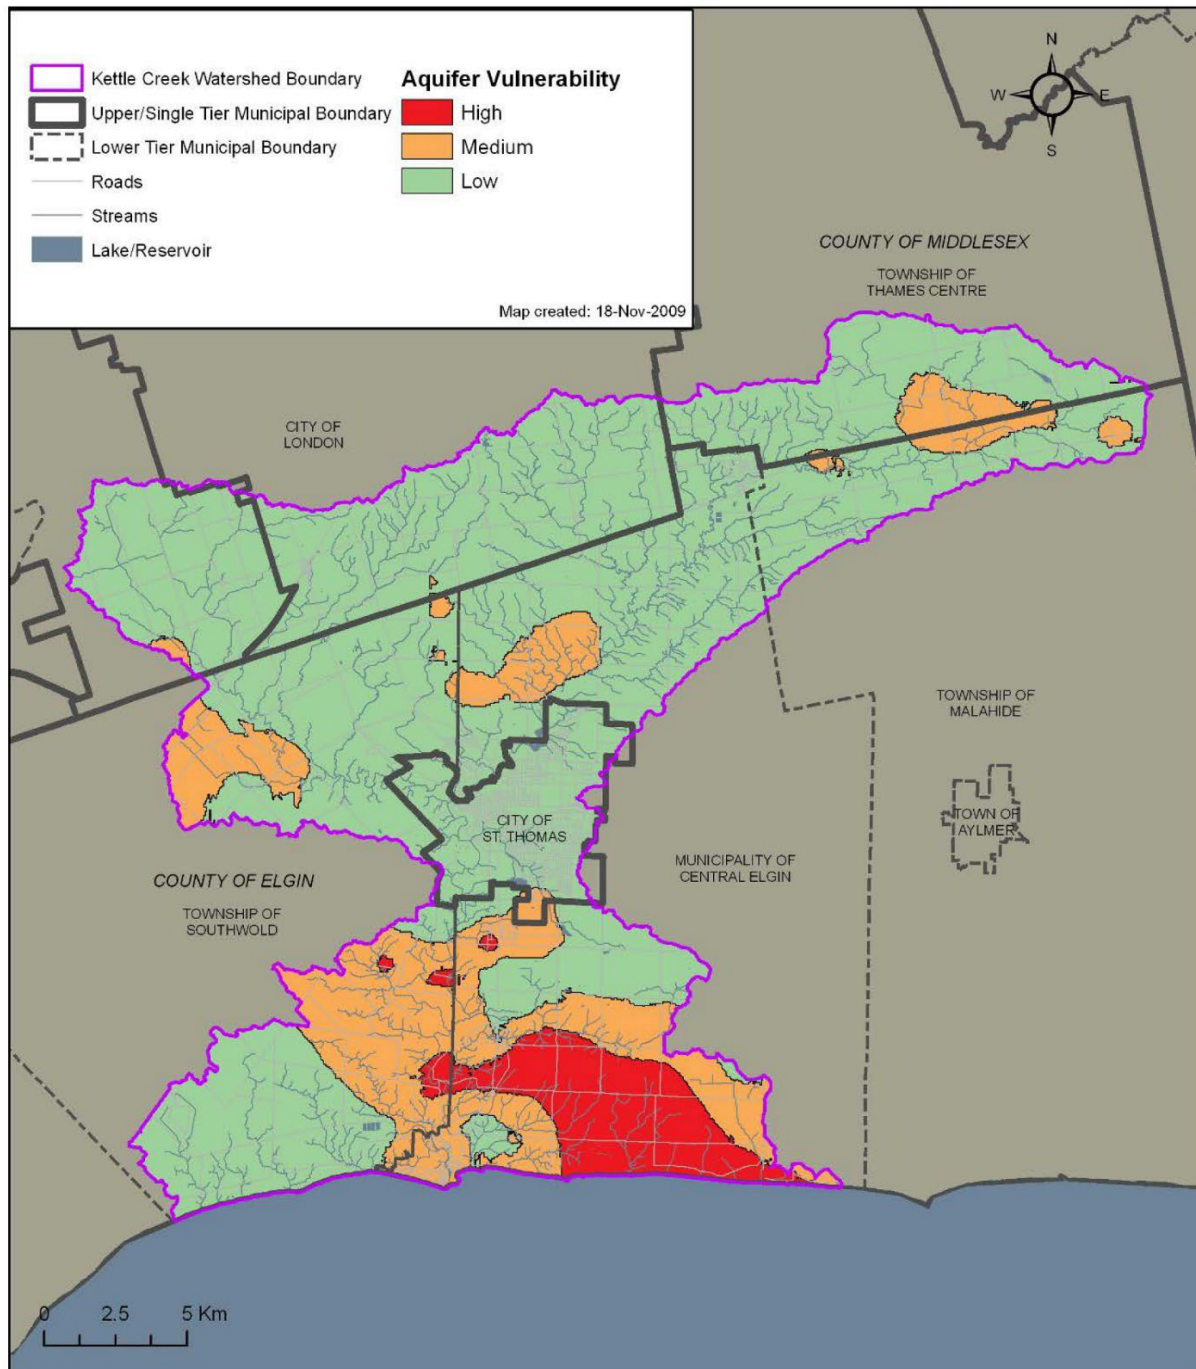 Kettle Creek Watershed Boundary
Upper/Single Tier Municipal Boundary
Lower Tier Municipal Boundary
Roads
Streams
Lake/Reservoir
Aquifer Vulnerability
High
Medium
Low
Map created: 18-Nov-2009
N
W
E
S
COUNTY OF MIDDLESEX
TOWNSHIP OF
THAMES CENTRE
CITY OF
LONDON
TOWNSHIP OF
MALAHIDE
TOWN OF
AYLMER
CITY OF
ST. THOMAS
MUNICIPALITY OF
CENTRAL ELGIN
COUNTY OF ELGIN
TOWNSHIP OF
SOUTHWOLD
0 2.5 5 Km